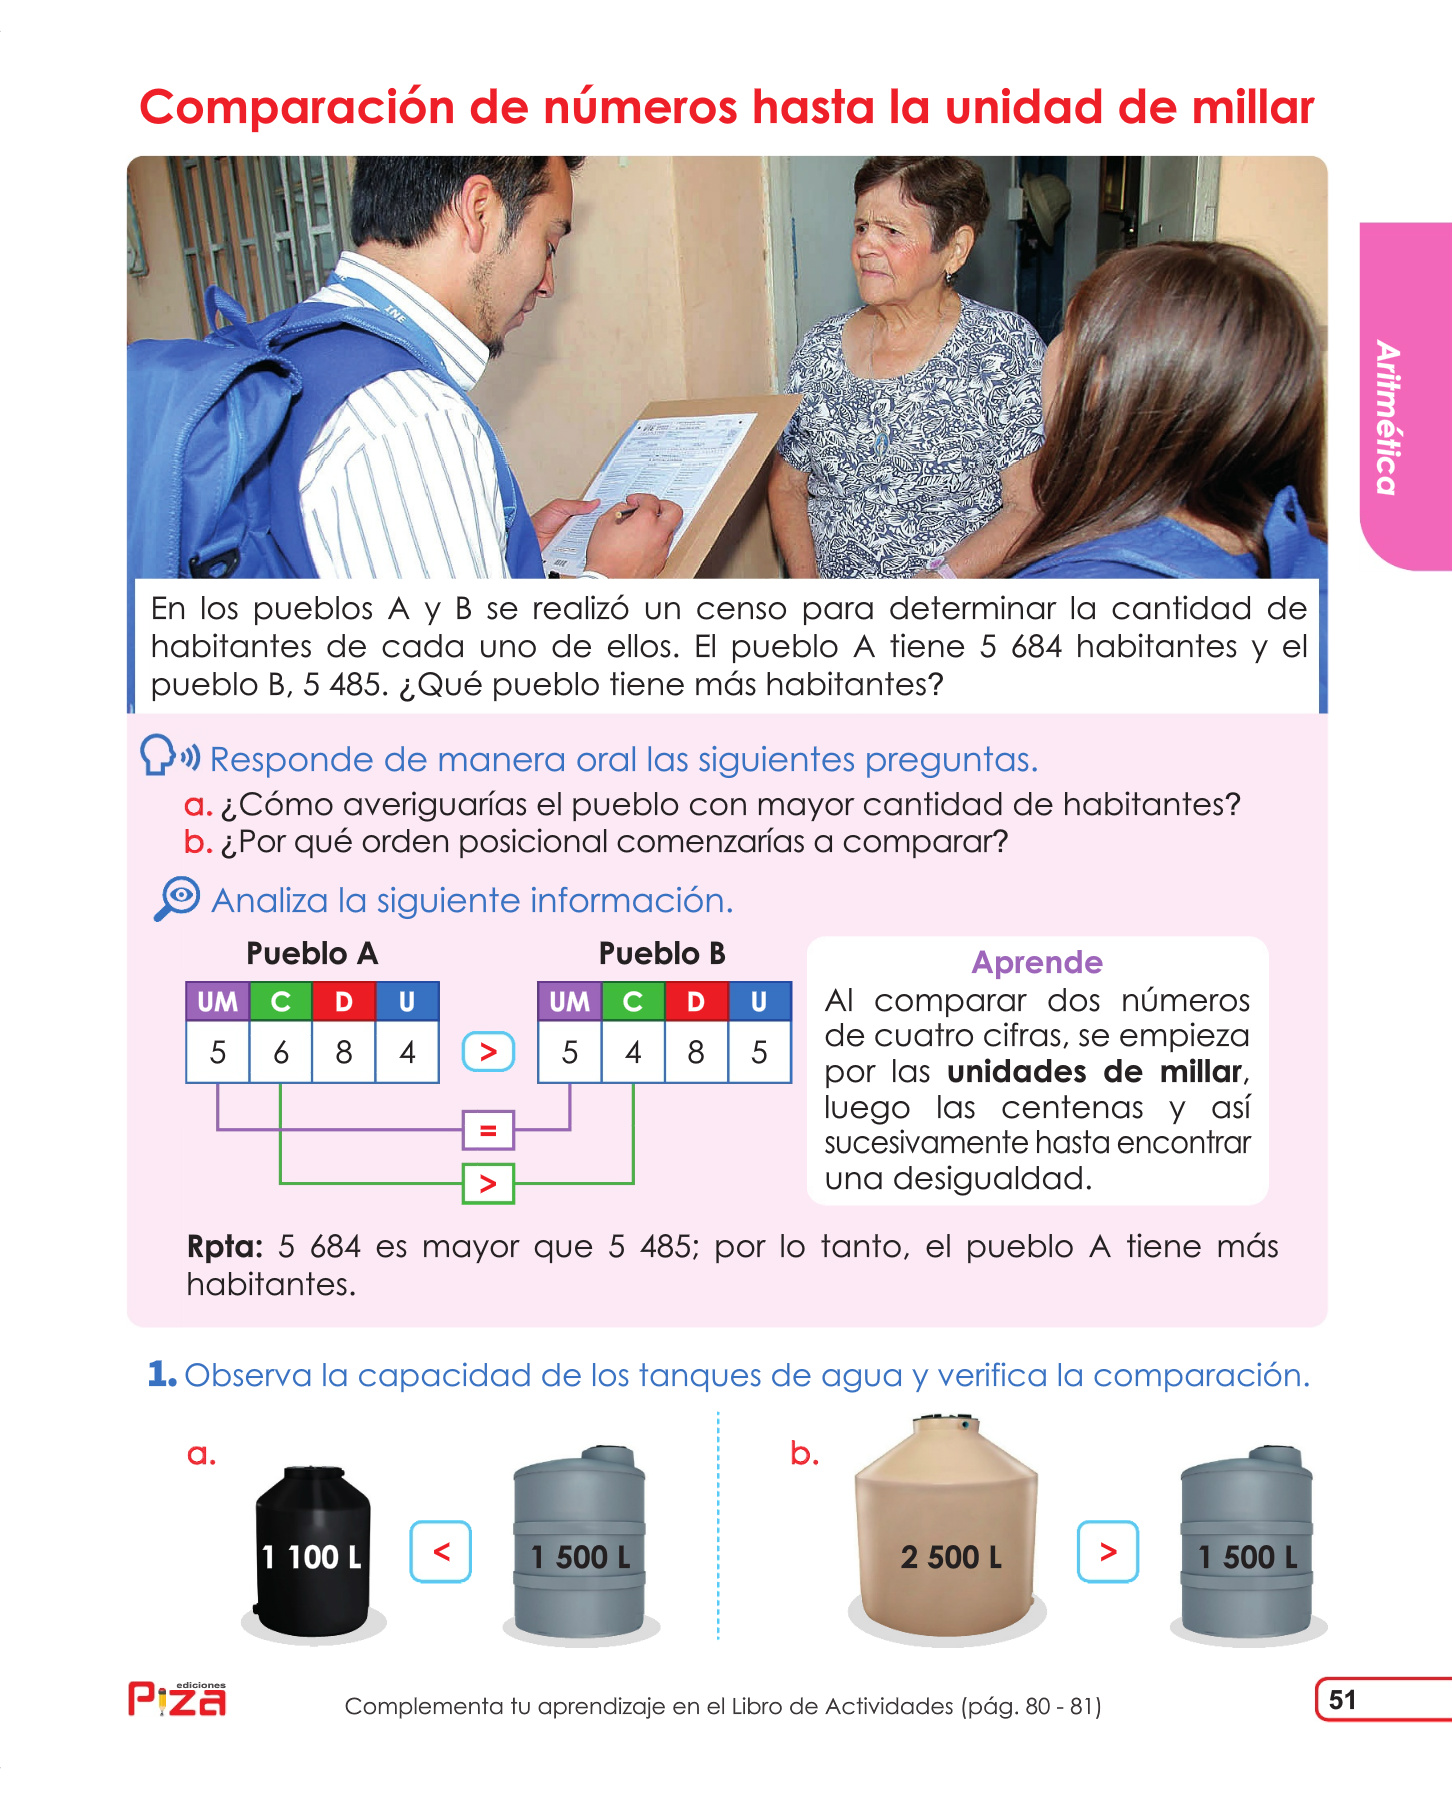 Comparación de números hasta la unidad de millar
INE
Aritmética
En los pueblos A y B se realizó un censo para determinar la cantidad de
habitantes de cada uno de ellos. El pueblo A tiene 5 684 habitantes y el
pueblo B, 5 485. ¿Qué pueblo tiene más habitantes?
Responde de manera oral las siguientes preguntas.
a. ¿Cómo averiguarías el pueblo con mayor cantidad de habitantes?
b. ¿Por qué orden posicional comenzarías a comparar?
Analiza la siguiente información.
Pueblo A
UM C D U
5 6 8 4
>
Pueblo B
UM C D U
5 4 8 5
=
>
Aprende
Al comparar dos números
de cuatro cifras, se empieza
por las unidades de millar,
luego las centenas y así
sucesivamente hasta encontrar
una desigualdad.
Rpta: 5 684 es mayor que 5 485; por lo tanto, el pueblo A tiene más
habitantes.
1. Observa la capacidad de los tanques de agua y verifica la comparación.
a.
1 100 L < 1 500 L
b.
2 500 L > 1 500 L
ediciones
Piza
Complementa tu aprendizaje en el Libro de Actividades (pág. 80 - 81)
51